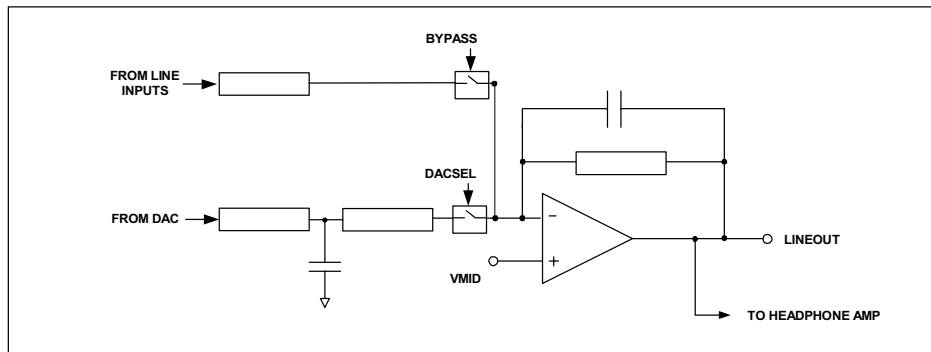 BYPASS
FROM LINE
INPUTS
DACSEL
FROM DAC
−
+
VMID
LINEOUT
TO HEADPHONE AMP